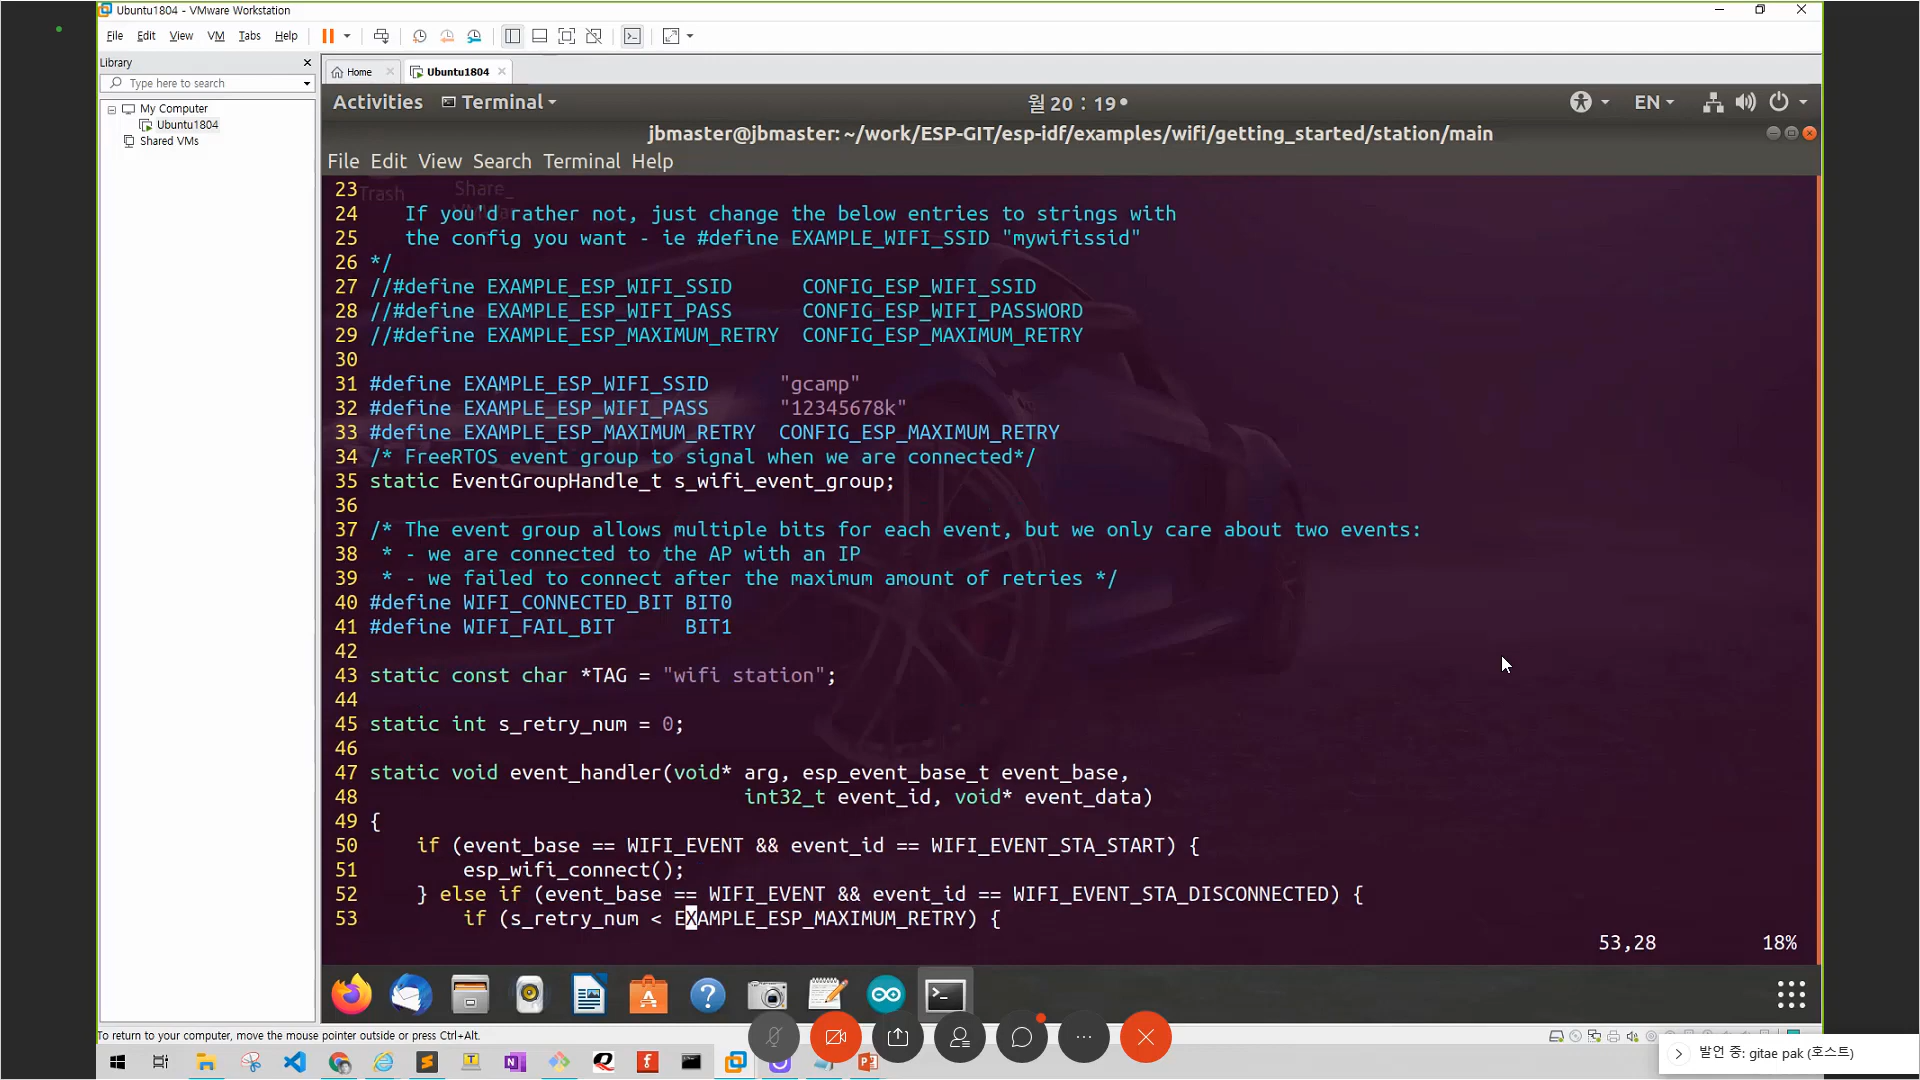 Ubuntu1804 - VMware Workstation
File Edit View VM Tabs Help
Library
Type here to search
My Computer
Ubuntu1804
Shared VMs
Home
Ubuntu1804
Activities Terminal
월 20 : 19
EN
jbmaster@jbmaster: ~/work/ESP-GIT/esp-idf/examples/wifi/getting_started/station/main
File Edit View Search Terminal Help
Trash
Share_
23
24 If you'd rather not, just change the below entries to strings with
25 the config you want - ie #define EXAMPLE_WIFI_SSID "mywifissid"
26 */
27 //#define EXAMPLE_ESP_WIFI_SSID CONFIG_ESP_WIFI_SSID
28 //#define EXAMPLE_ESP_WIFI_PASS CONFIG_ESP_WIFI_PASSWORD
29 //#define EXAMPLE_ESP_MAXIMUM_RETRY CONFIG_ESP_MAXIMUM_RETRY
30
31 #define EXAMPLE_ESP_WIFI_SSID "gcamp"
32 #define EXAMPLE_ESP_WIFI_PASS "12345678k"
33 #define EXAMPLE_ESP_MAXIMUM_RETRY CONFIG_ESP_MAXIMUM_RETRY
34 /* FreeRTOS event group to signal when we are connected*/
35 static EventGroupHandle_t s_wifi_event_group;
36
37 /* The event group allows multiple bits for each event, but we only care about two events:
38 * - we are connected to the AP with an IP
39 * - we failed to connect after the maximum amount of retries */
40 #define WIFI_CONNECTED_BIT BIT0
41 #define WIFI_FAIL_BIT BIT1
42
43 static const char *TAG = "wifi station";
44
45 static int s_retry_num = 0;
46
47 static void event_handler(void* arg, esp_event_base_t event_base,
48 int32_t event_id, void* event_data)
49 {
50 if (event_base == WIFI_EVENT && event_id == WIFI_EVENT_STA_START) {
51 esp_wifi_connect();
52 } else if (event_base == WIFI_EVENT && event_id == WIFI_EVENT_STA_DISCONNECTED) {
53 if (s_retry_num < EXAMPLE_ESP_MAXIMUM_RETRY) {
53,28 18%
To return to your computer, move the mouse pointer outside or press Ctrl+Alt.
발언 중: gitae pak (호스트)